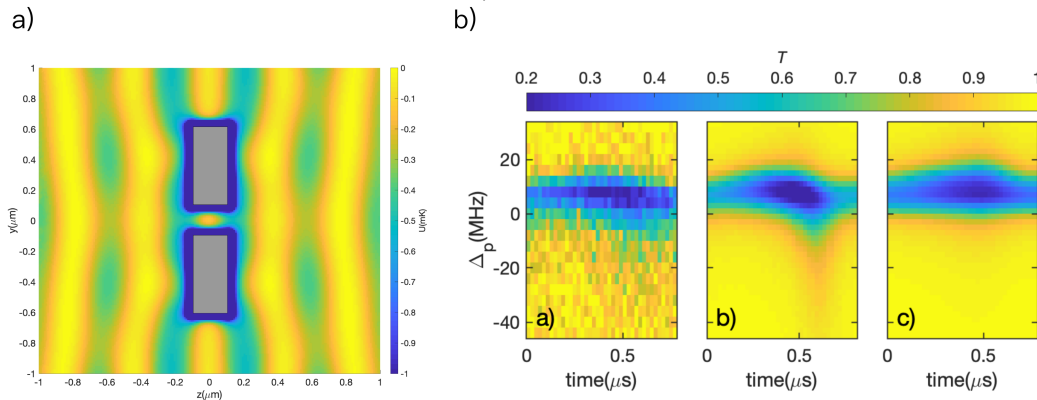 a)
1
0.8
0.6
0.4
0.2
0
-0.2
-0.4
-0.6
-0.8
-1
y(μm)
-1 -0.8 -0.6 -0.4 -0.2 0 0.2 0.4 0.6 0.8 1
z(μm)
0
-0.1
-0.2
-0.3
-0.4
-0.5
-0.6
-0.7
-0.8
-0.9
-1
U(mK)
b)
T
0.2 0.3 0.4 0.5 0.6 0.7 0.8 0.9 1
20
0
-20
-40
Δp(MHz)
a) b) c)
0 0.5 0 0.5 0 0.5
time(μs) time(μs) time(μs)